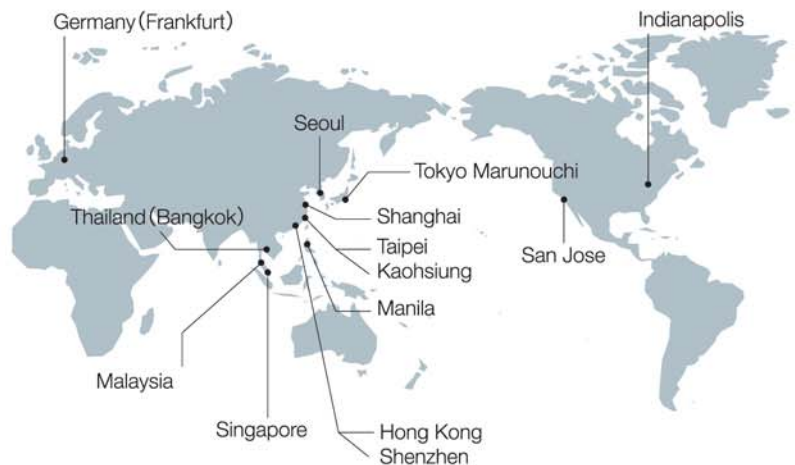 Germany (Frankfurt)
Indianapolis
Seoul
Tokyo Marunouchi
Thailand (Bangkok)
Shanghai
Taipei
Kaohsiung
San Jose
Manila
Malaysia
Singapore
Hong Kong
Shenzhen